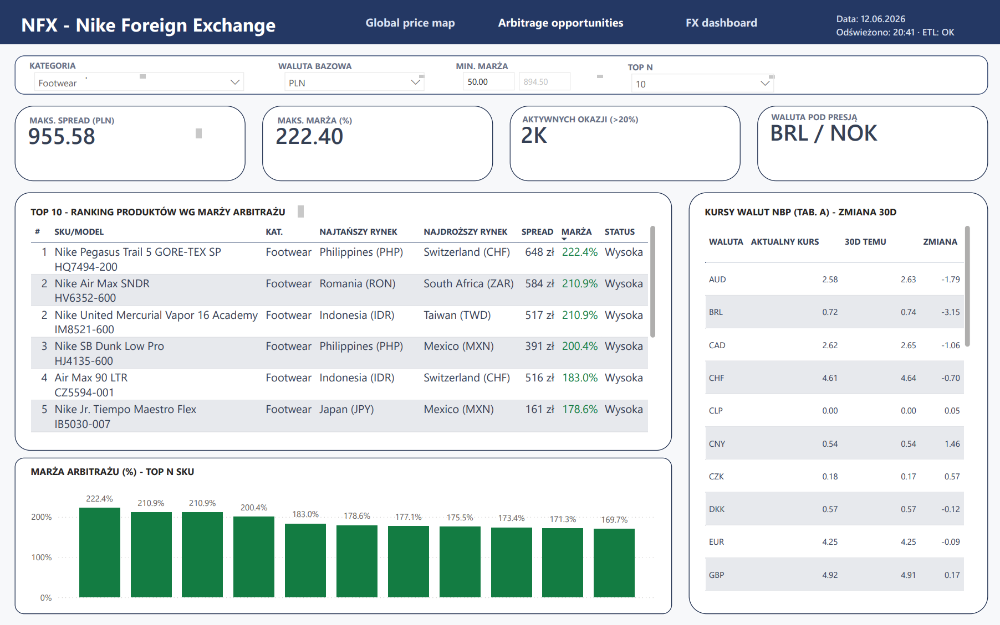 NFX - Nike Foreign Exchange
Global price map
Arbitrage opportunities
FX dashboard
Data: 12.06.2026
Odświeżono: 20:41 · ETL: OK
KATEGORIA
Footwear
WALUTA BAZOWA
PLN
MIN. MARŻA
50.00
894.50
TOP N
10
MAKS. SPREAD (PLN)
955.58
MAKS. MARŻA (%)
222.40
AKTYWNYCH OKAZJI (>20%)
2K
WALUTA POD PRESJĄ
BRL / NOK
TOP 10 - RANKING PRODUKTÓW WG MARŻY ARBITRAŻU
# SKU/MODEL KAT. NAJTAŃSZY RYNEK NAJDROŻSZY RYNEK SPREAD MARŻA STATUS
1 Nike Pegasus Trail 5 GORE-TEX SP Footwear Philippines (PHP) Switzerland (CHF) 648 zł 222.4% Wysoka
HQ7494-200
2 Nike Air Max SNDR Footwear Romania (RON) South Africa (ZAR) 584 zł 210.9% Wysoka
HV6352-600
2 Nike United Mercurial Vapor 16 Academy Footwear Indonesia (IDR) Taiwan (TWD) 517 zł 210.9% Wysoka
IM8521-600
3 Nike SB Dunk Low Pro Footwear Philippines (PHP) Mexico (MXN) 391 zł 200.4% Wysoka
HJ4135-600
4 Air Max 90 LTR Footwear Indonesia (IDR) Switzerland (CHF) 516 zł 183.0% Wysoka
CZ5594-001
5 Nike Jr. Tiempo Maestro Flex Footwear Japan (JPY) Mexico (MXN) 161 zł 178.6% Wysoka
IB5030-007
KURSY WALUT NBP (TAB. A) - ZMIANA 30D
WALUTA AKTUALNY KURS 30D TEMU ZMIANA
AUD 2.58 2.63 -1.79
BRL 0.72 0.74 -3.15
CAD 2.62 2.65 -1.06
CHF 4.61 4.64 -0.70
CLP 0.00 0.00 0.05
CNY 0.54 0.54 1.46
CZK 0.18 0.17 0.57
DKK 0.57 0.57 -0.12
EUR 4.25 4.25 -0.09
GBP 4.92 4.91 0.17
MARŻA ARBITRAŻU (%) - TOP N SKU
222.4% 210.9% 210.9% 200.4% 183.0% 178.6% 177.1% 175.5% 173.4% 171.3% 169.7%
200%
100%
0%